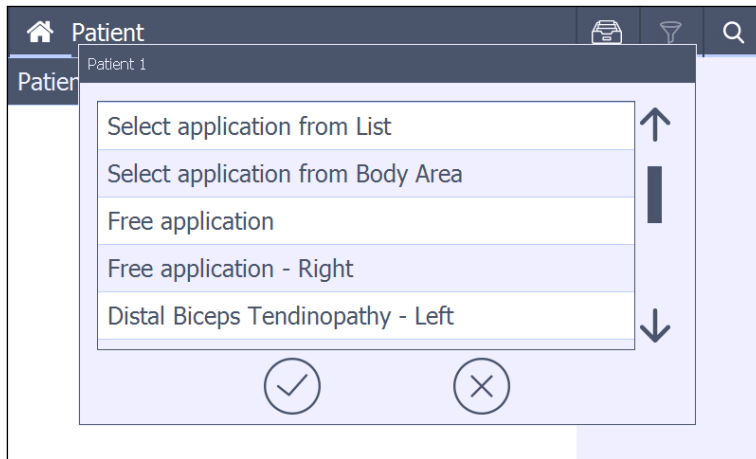 Patient
Patient 1
Patien
Select application from List
Select application from Body Area
Free application
Free application - Right
Distal Biceps Tendinopathy - Left